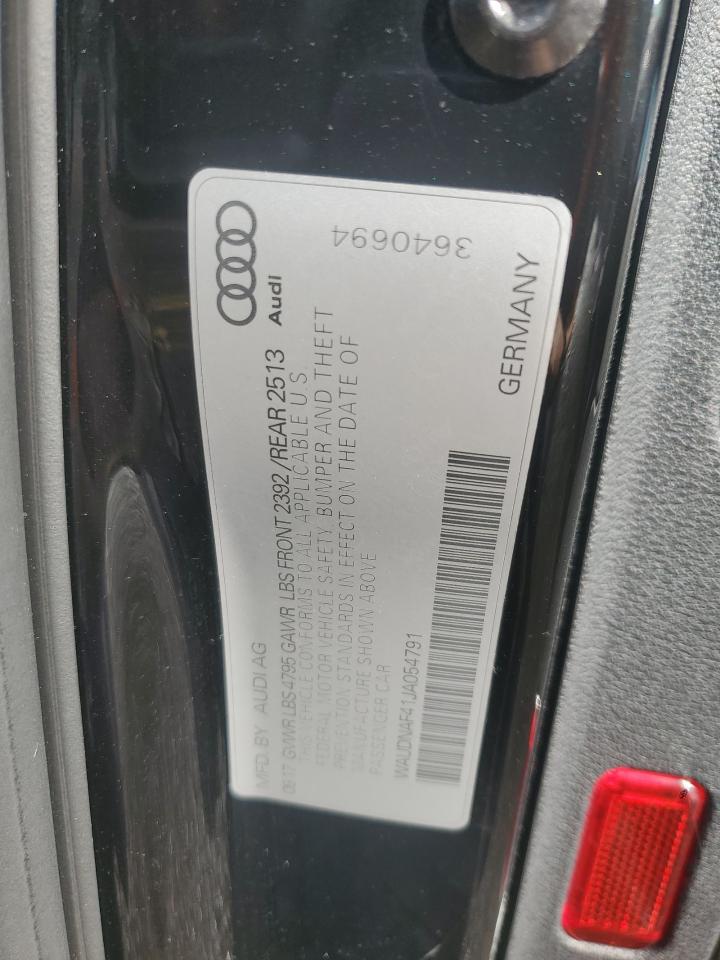 MFD. BY AUDI AG
Audi
06 17 GVWR LBS 4795 GAWR LBS FRONT 2392 / REAR 2513
THIS VEHICLE CONFORMS TO ALL APPLICABLE U.S
FEDERAL MOTOR VEHICLE SAFETY, BUMPER AND THEFT
PREVENTION STANDARDS IN EFFECT ON THE DATE OF
MANUFACTURE SHOWN ABOVE
PASSENGER CAR
WAUDNAF41JA054791
GERMANY
3640694